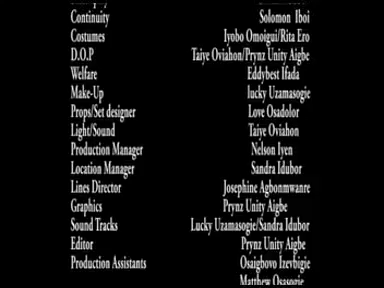 Continuity Solomon Iboi
Costumes Iyobo Omoigui/Rita Ero
D.O.P Taiye Oviahon/Prynz Unity Aigbe
Welfare Eddybest Ifada
Make-Up lucky Uzamasogie
Props/Set designer Love Osadolor
Light/Sound Taiye Oviahon
Production Manager Nelson Iyen
Location Manager Sandra Idubor
Lines Director Josephine Agbonmwanre
Graphics Prynz Unity Aigbe
Sound Tracks Lucky Uzamasogie/Sandra Idubor
Editor Prynz Unity Aigbe
Production Assistants Osaigbovo Izevbigie
Matthew Osasogie